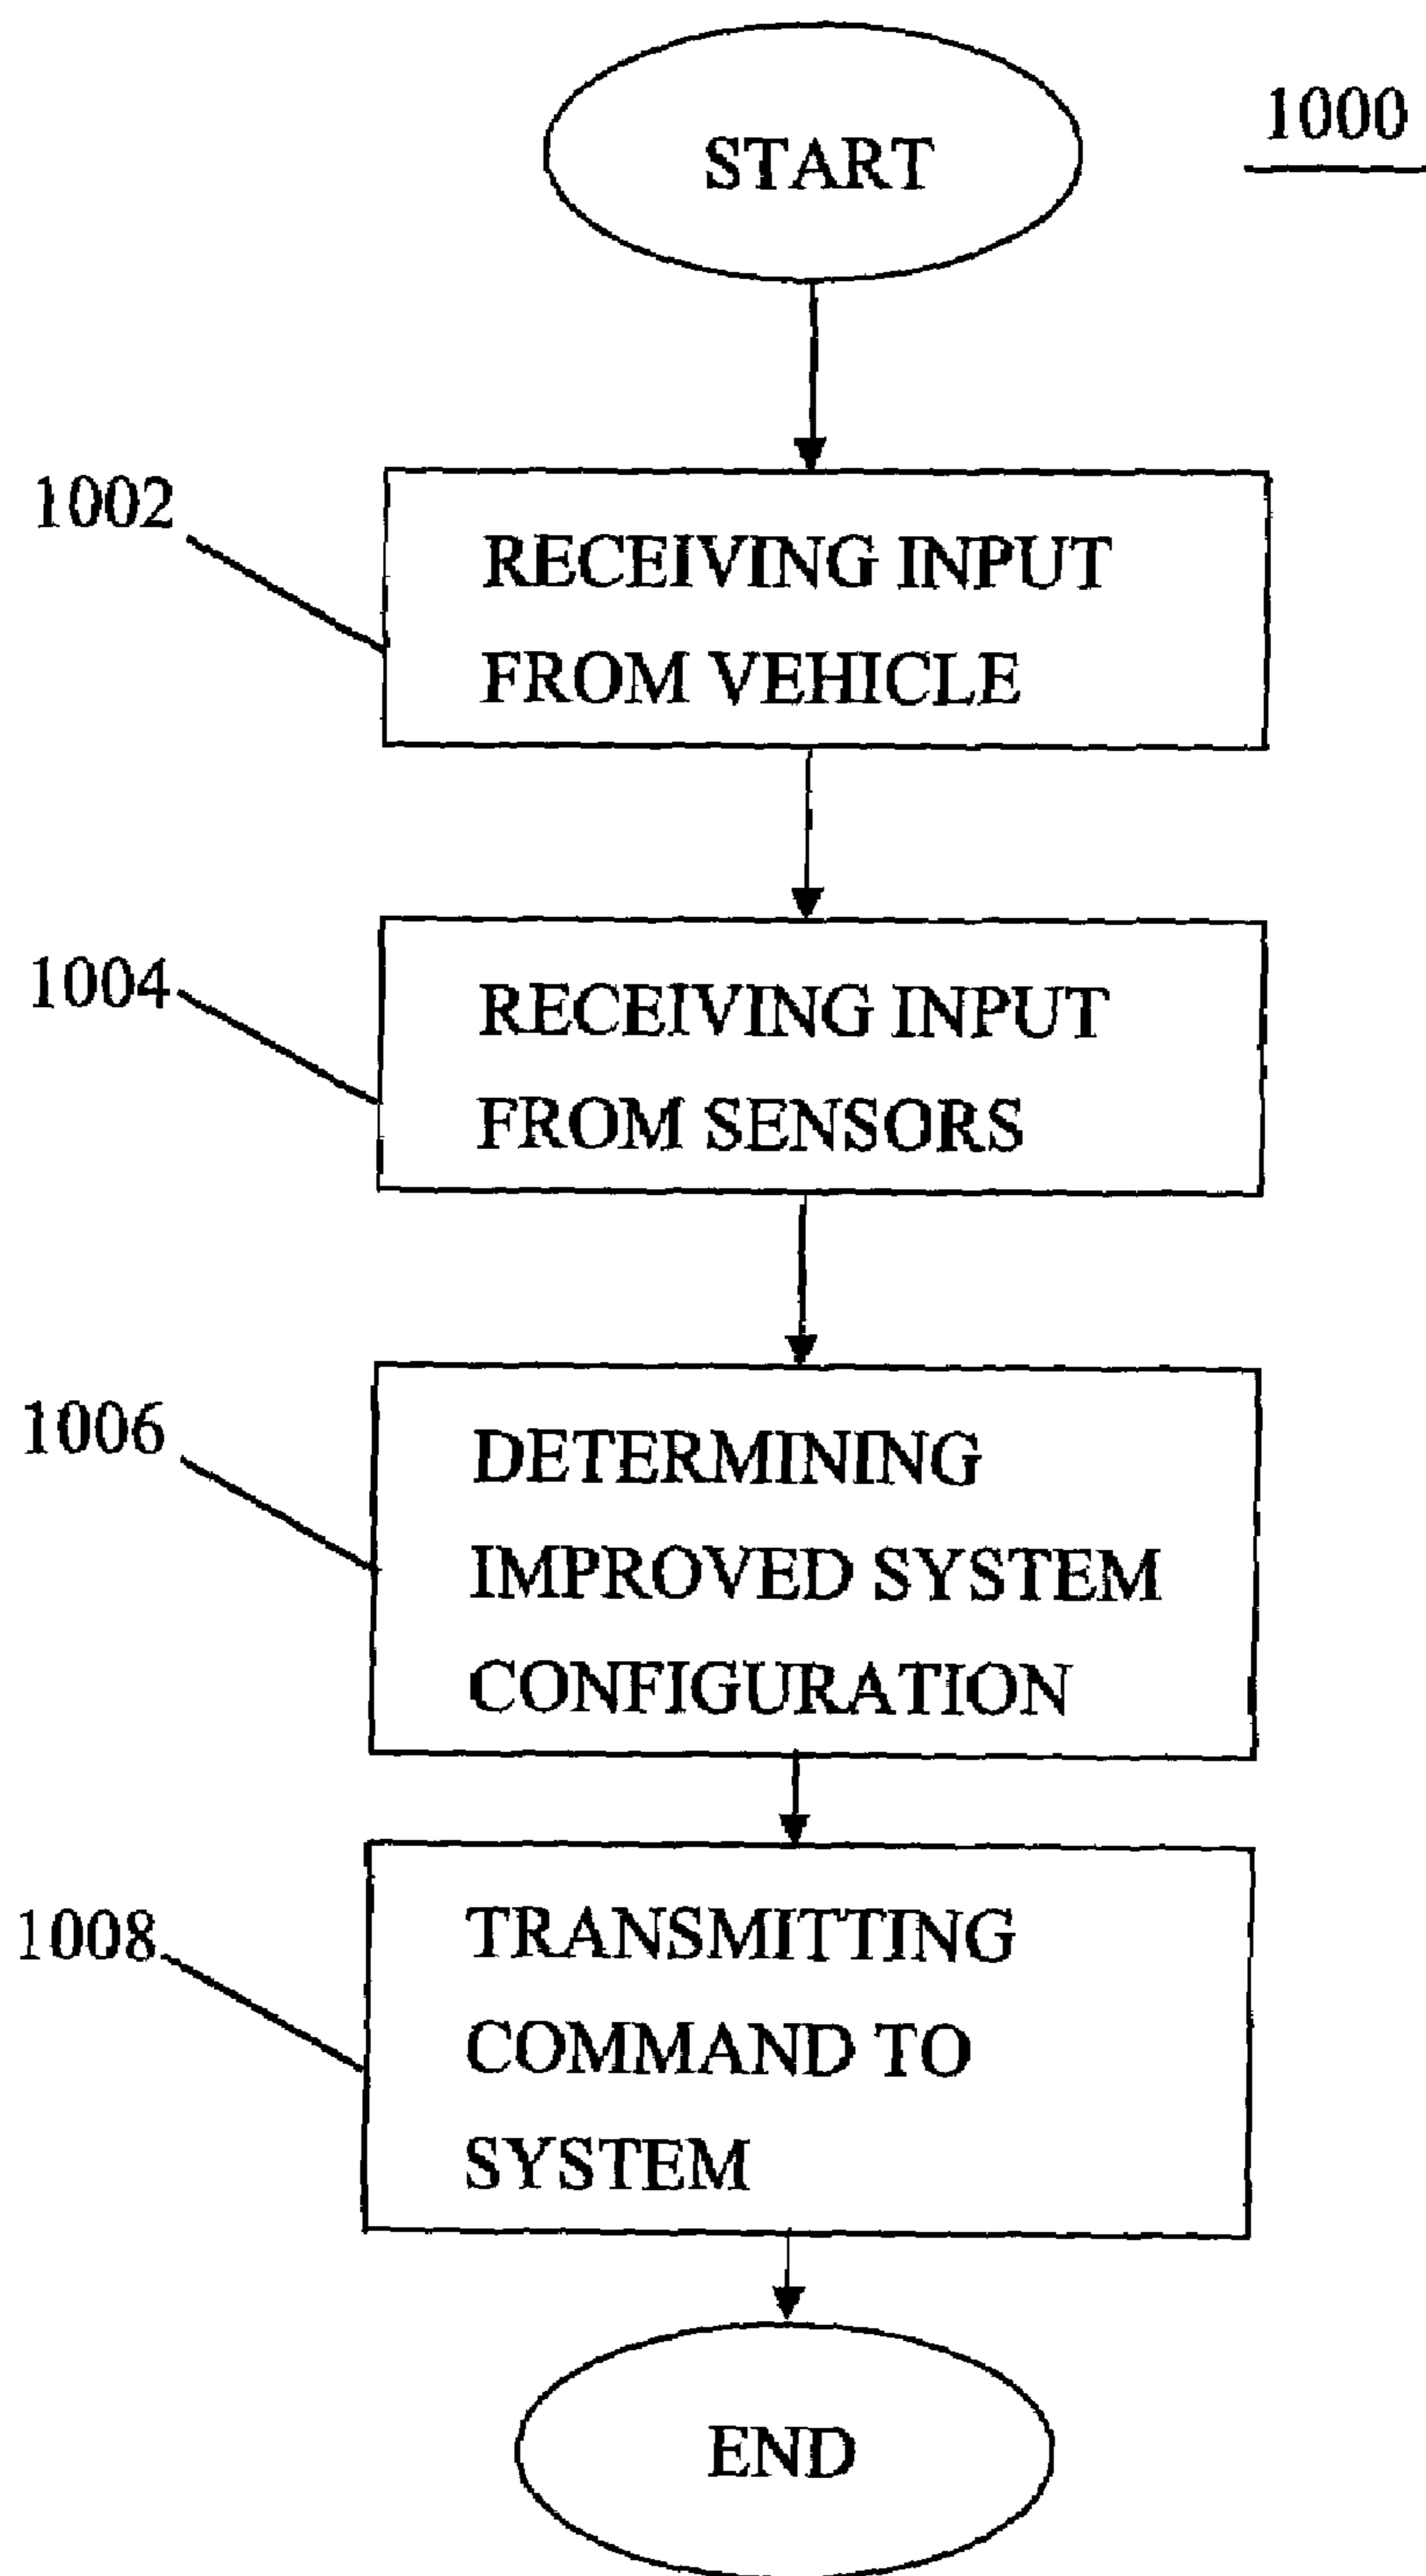 START
1000
1002
RECEIVING INPUT
FROM VEHICLE
1004
RECEIVING INPUT
FROM SENSORS
1006
DETERMINING
IMPROVED SYSTEM
CONFIGURATION
1008
TRANSMITTING
COMMAND TO
SYSTEM
END